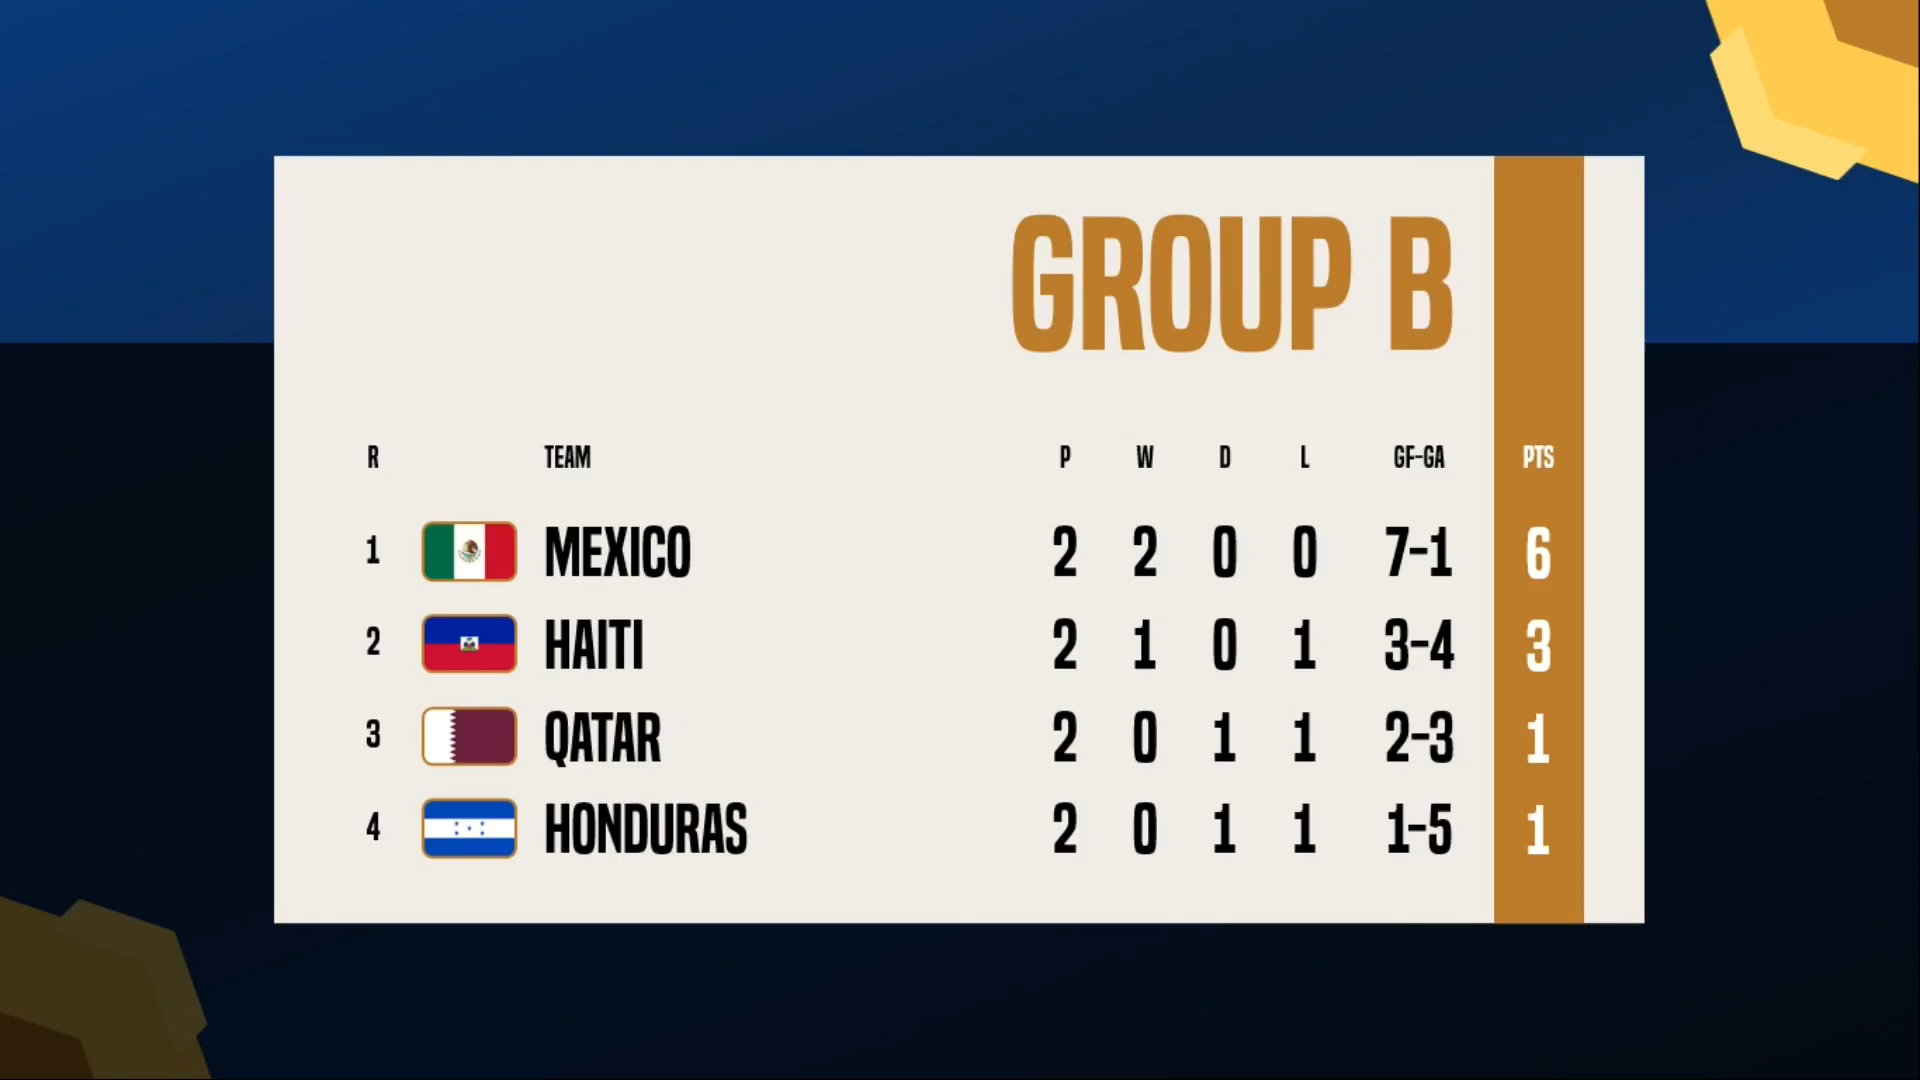 GROUP B
R TEAM P W D L GF-GA PTS
1 MEXICO 2 2 0 0 7-1 6
2 HAITI 2 1 0 1 3-4 3
3 QATAR 2 0 1 1 2-3 1
4 HONDURAS 2 0 1 1 1-5 1